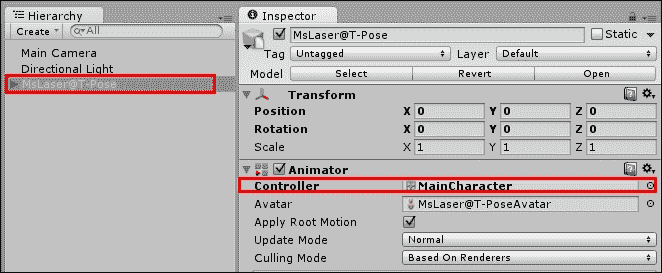 Hierarchy
Create
All
Main Camera
Directional Light
MsLaser@T-Pose
Inspector
MsLaser@T-Pose Static
Tag Untagged Layer Default
Model Select Revert Open
Transform
Position X 0 Y 0 Z 0
Rotation X 0 Y 0 Z 0
Scale X 1 Y 1 Z 1
Animator
Controller MainCharacter
Avatar MsLaser@T-PoseAvatar
Apply Root Motion
Update Mode Normal
Culling Mode Based On Renderers